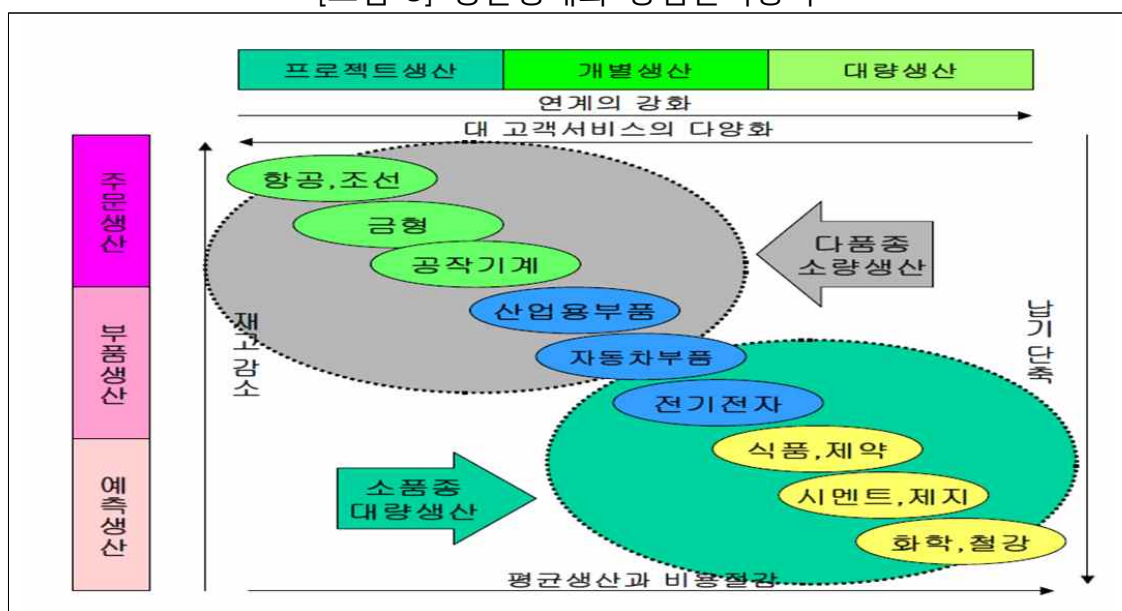 프로젝트생산
개별생산
대량생산
연계의 강화
대 고객서비스의 다양화
주문생산
부품생산
예측생산
재고감소
납기단축
항공,조선
금형
공작기계
산업용부품
자동차부품
전기전자
식품,제약
시멘트,제지
화학,철강
다품종
소량생산
소품종
대량생산
평균생산과 비용절감